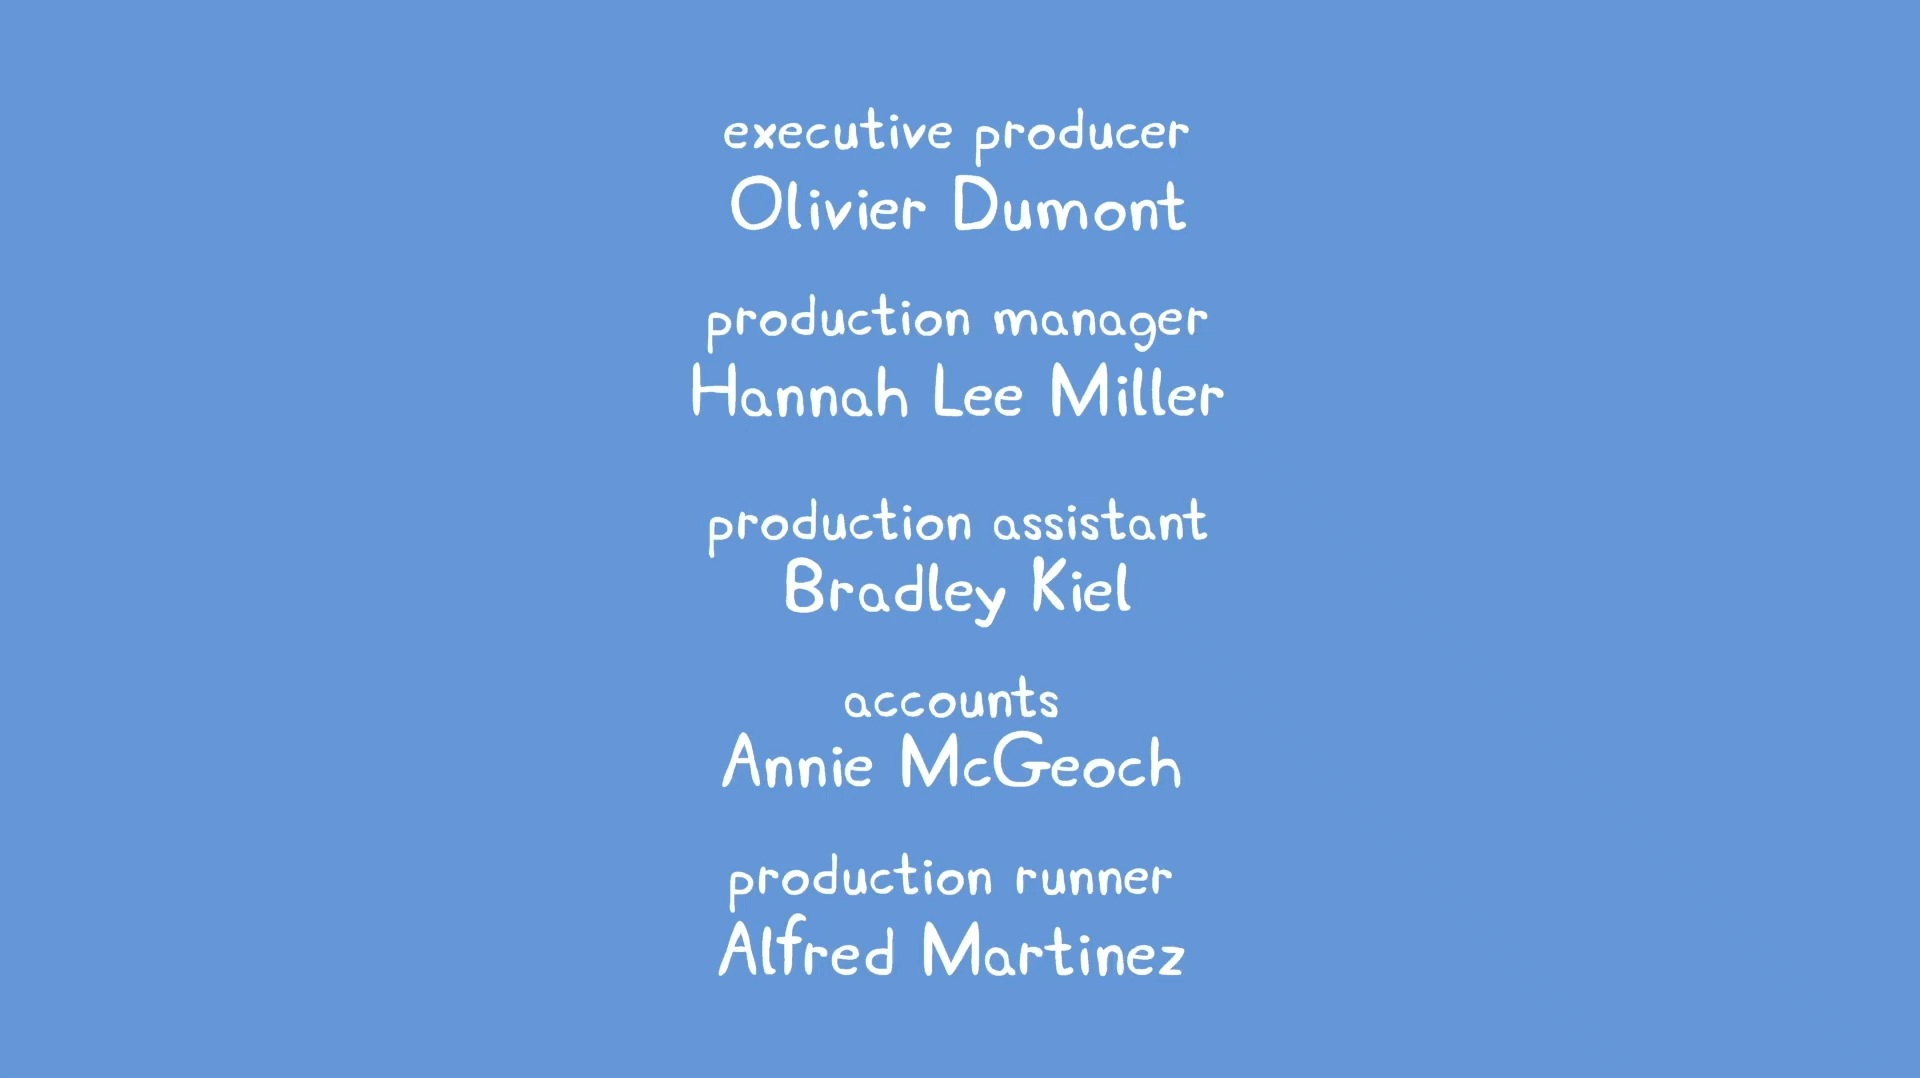 executive producer
Olivier Dumont
production manager
Hannah Lee Miller
production assistant
Bradley Kiel
accounts
Annie McGeoch
production runner
Alfred Martinez